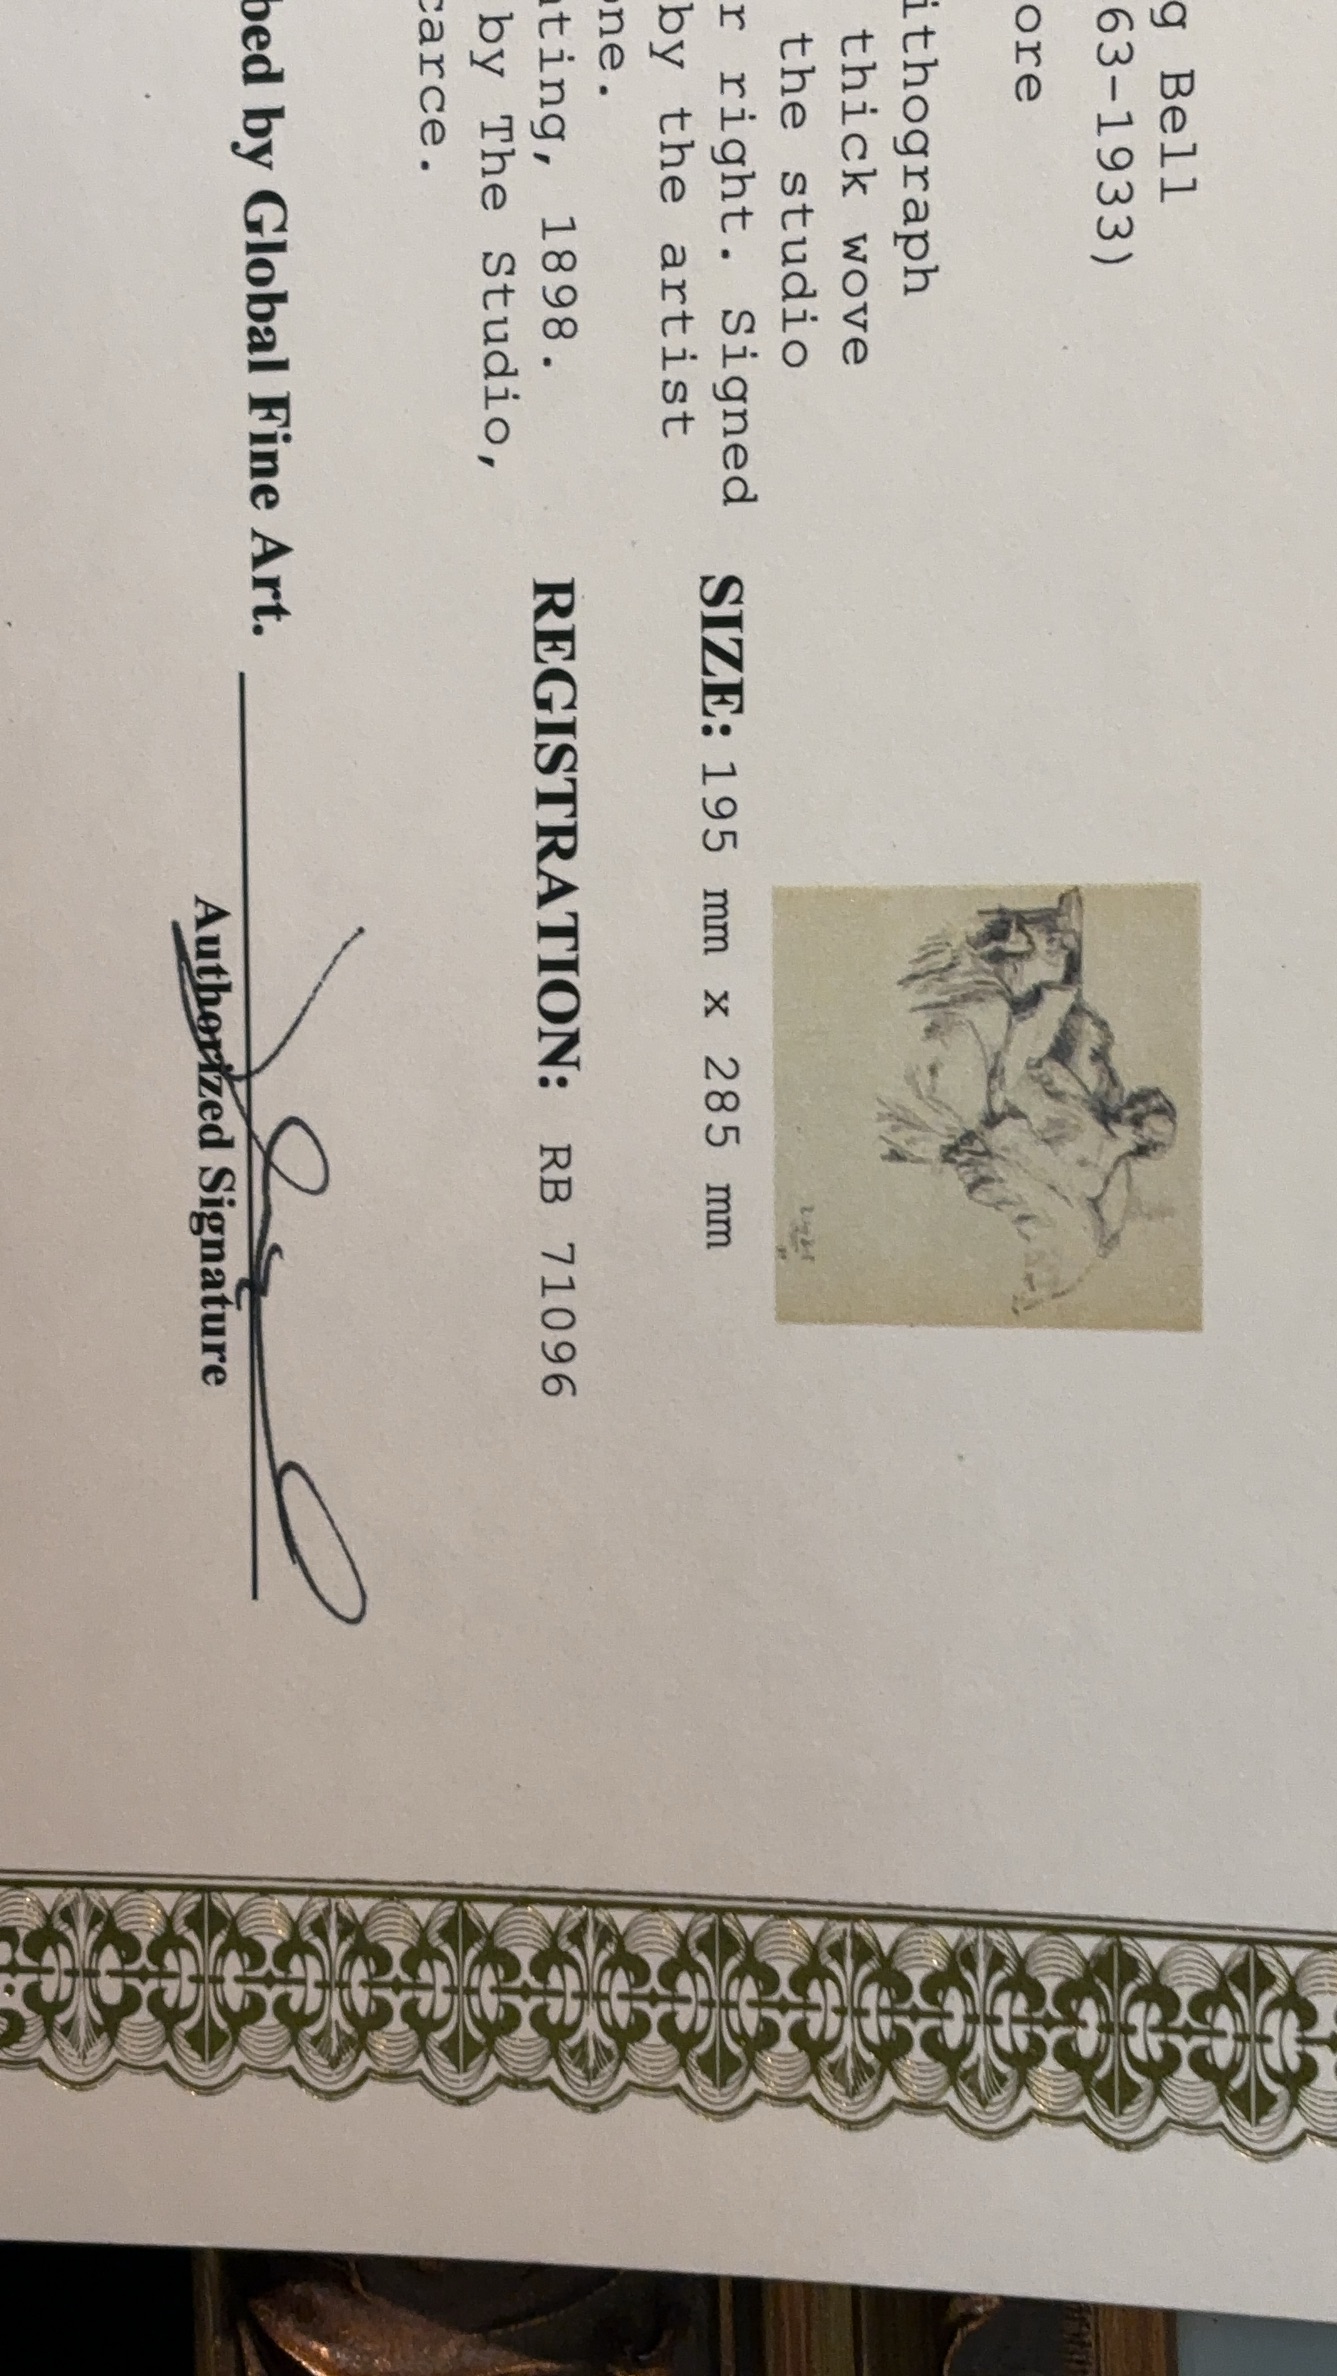 g Bell
63-1933)
ore
ithograph
thick wove
the studio
r right. Signed
by the artist
one.
ting, 1898.
by The Studio,
carce.
SIZE: 195 mm x 285 mm
REGISTRATION: RB 71096
bed by Global Fine Art.
Authorized Signature